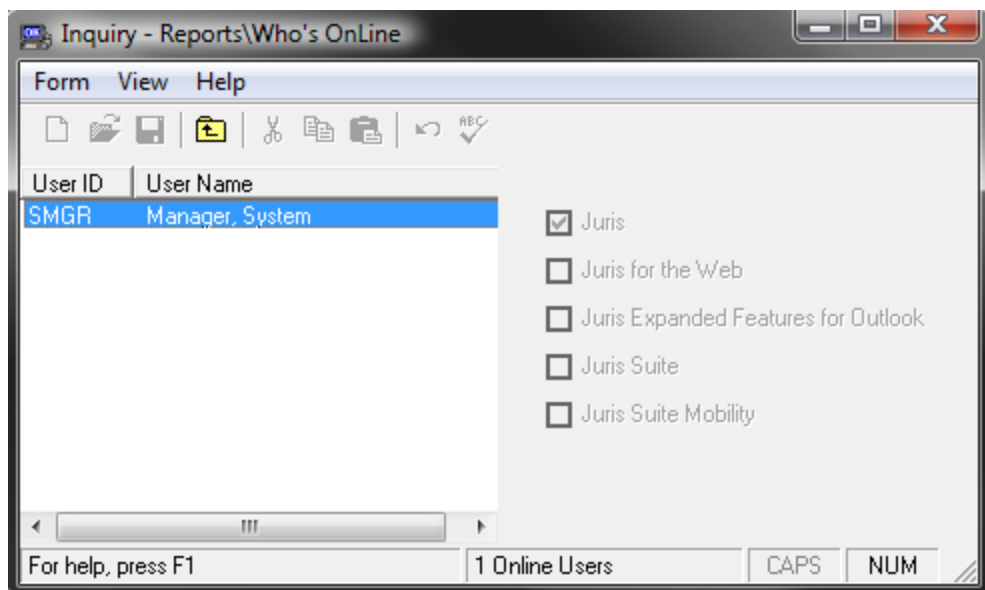 Inquiry - Reports\Who's OnLine
Form View Help
ABC
User ID User Name
SMGR Manager, System
Juris
Juris for the Web
Juris Expanded Features for Outlook
Juris Suite
Juris Suite Mobility
For help, press F1 1 Online Users CAPS NUM